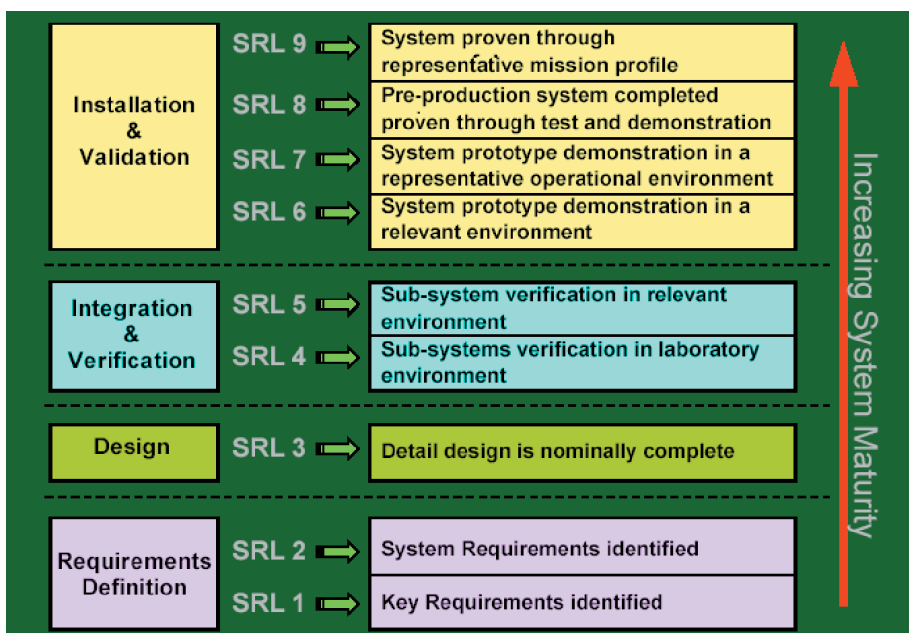 Installation
&
Validation
SRL 9
System proven through
representative mission profile
SRL 8
Pre-production system completed
proven through test and demonstration
SRL 7
System prototype demonstration in a
representative operational environment
SRL 6
System prototype demonstration in a
relevant environment
Integration
&
Verification
SRL 5
Sub-system verification in relevant
environment
SRL 4
Sub-systems verification in laboratory
environment
Design
SRL 3
Detail design is nominally complete
Requirements
Definition
SRL 2
System Requirements identified
SRL 1
Key Requirements identified
Increasing System Maturity